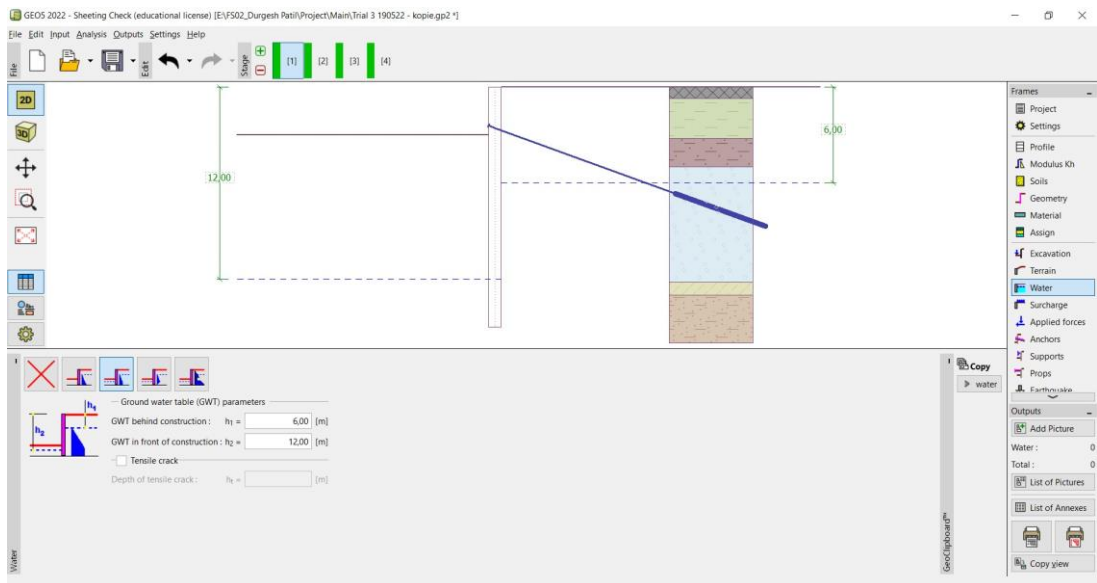 GEO5 2022 - Sheeting Check (educational license) [E:\FS02_Durgesh Patil\Project\Main\Trial 3 190522 - kopie.gp2 *]
File Edit Input Analysis Outputs Settings Help
File
Edit
Stage
[1] [2] [3] [4]
2D
3D
12,00
6,00
Frames
Project
Settings
Profile
Modulus Kh
Soils
Geometry
Material
Assign
Excavation
Terrain
Water
Surcharge
Applied forces
Anchors
Supports
Props
Earthquake
Outputs
Add Picture
Water : 0
Total : 0
List of Pictures
List of Annexes
Copy view
Water
h1
h2
Ground water table (GWT) parameters
GWT behind construction : h1 = 6,00 [m]
GWT in front of construction : h2 = 12,00 [m]
Tensile crack
Depth of tensile crack : ht = [m]
GeoClipboard™
Copy
water